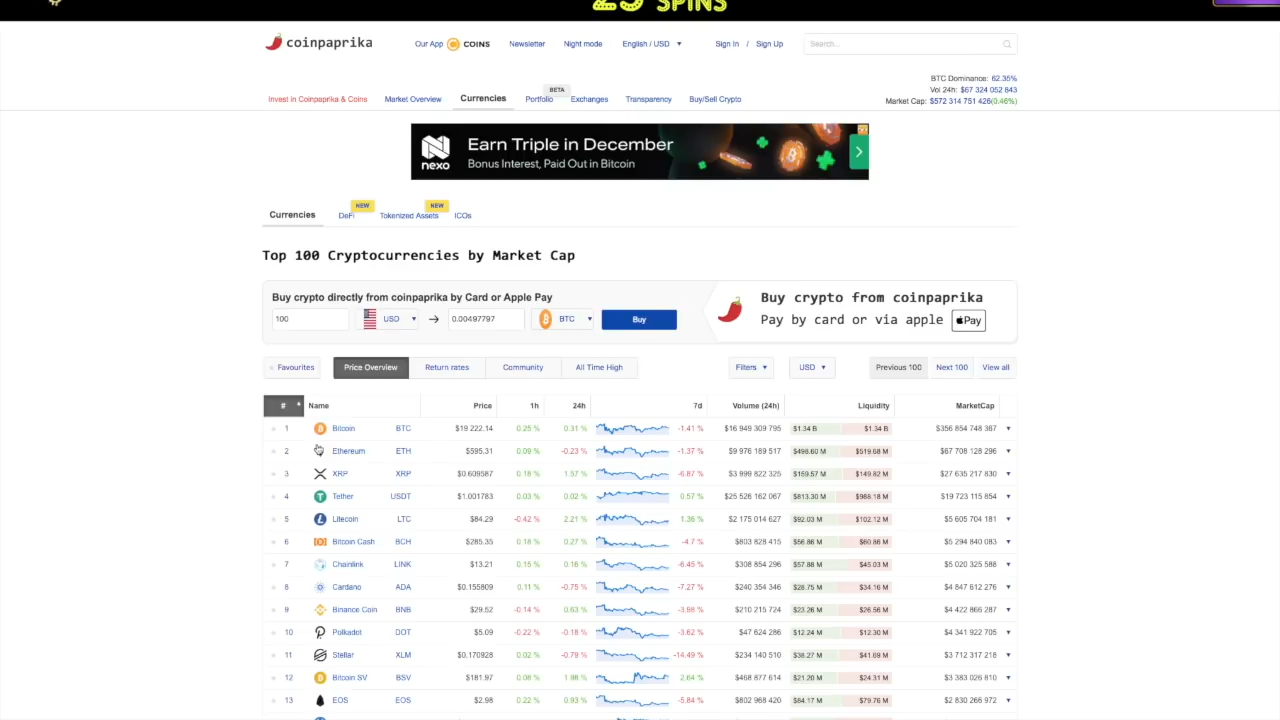 25 SPINS
coinpaprika Our App COINS Newsletter Night mode English / USD Sign In / Sign Up Search...
BTC Dominance: 62.35%
Vol 24h: $67 324 052 843
Market Cap: $572 314 751 426(0.46%)
BETA
Invest in Coinpaprika & Coins Market Overview Currencies Portfolio Exchanges Transparency Buy/Sell Crypto
nexo
Earn Triple in December
Bonus Interest, Paid Out in Bitcoin
NEW NEW
Currencies DeFi Tokenized Assets ICOs
Top 100 Cryptocurrencies by Market Cap
Buy crypto directly from coinpaprika by Card or Apple Pay
100 USD → 0.00497797 BTC Buy
Buy crypto from coinpaprika
Pay by card or via apple Pay
Favourites Price Overview Return rates Community All Time High Filters USD Previous 100 Next 100 View all
# Name Price 1h 24h 7d Volume (24h) Liquidity MarketCap
1 Bitcoin BTC $19 222.14 0.25 % 0.31 % -1.41 % $16 949 309 795 $1.34 B $1.34 B $356 854 748 367
2 Ethereum ETH $595.31 0.09 % -0.23 % -1.37 % $9 976 189 517 $498.60 M $519.68 M $67 708 128 296
3 XRP XRP $0.609587 0.18 % 1.57 % -6.87 % $3 999 822 325 $159.57 M $149.82 M $27 635 217 830
4 Tether USDT $1.001783 0.03 % 0.02 % 0.57 % $25 526 162 067 $813.30 M $988.18 M $19 723 115 854
5 Litecoin LTC $84.29 -0.42 % 2.21 % 1.36 % $2 175 014 627 $92.03 M $102.12 M $5 605 704 181
6 Bitcoin Cash BCH $285.35 0.18 % 0.27 % -4.7 % $803 828 415 $56.86 M $60.86 M $5 294 840 083
7 Chainlink LINK $13.21 0.15 % 0.16 % -6.45 % $308 854 296 $57.88 M $45.03 M $5 020 325 588
8 Cardano ADA $0.155809 0.11 % -0.75 % -7.27 % $240 354 346 $28.75 M $34.16 M $4 847 612 276
9 Binance Coin BNB $29.52 -0.14 % 0.63 % -3.98 % $210 215 724 $23.26 M $26.56 M $4 422 866 287
10 Polkadot DOT $5.09 -0.22 % -0.18 % -3.62 % $47 624 286 $12.24 M $12.30 M $4 341 922 705
11 Stellar XLM $0.170928 0.02 % -0.79 % -14.49 % $234 140 510 $38.27 M $41.69 M $3 712 317 218
12 Bitcoin SV BSV $181.97 0.08 % 1.98 % 2.64 % $468 877 614 $21.20 M $24.31 M $3 383 026 810
13 EOS EOS $2.98 0.22 % 0.93 % -5.84 % $802 968 420 $84.17 M $79.76 M $2 830 266 972